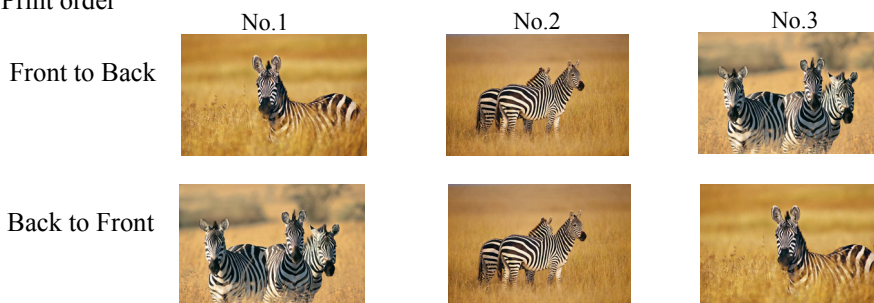 Print order
No.1 No.2 No.3
Front to Back
Back to Front